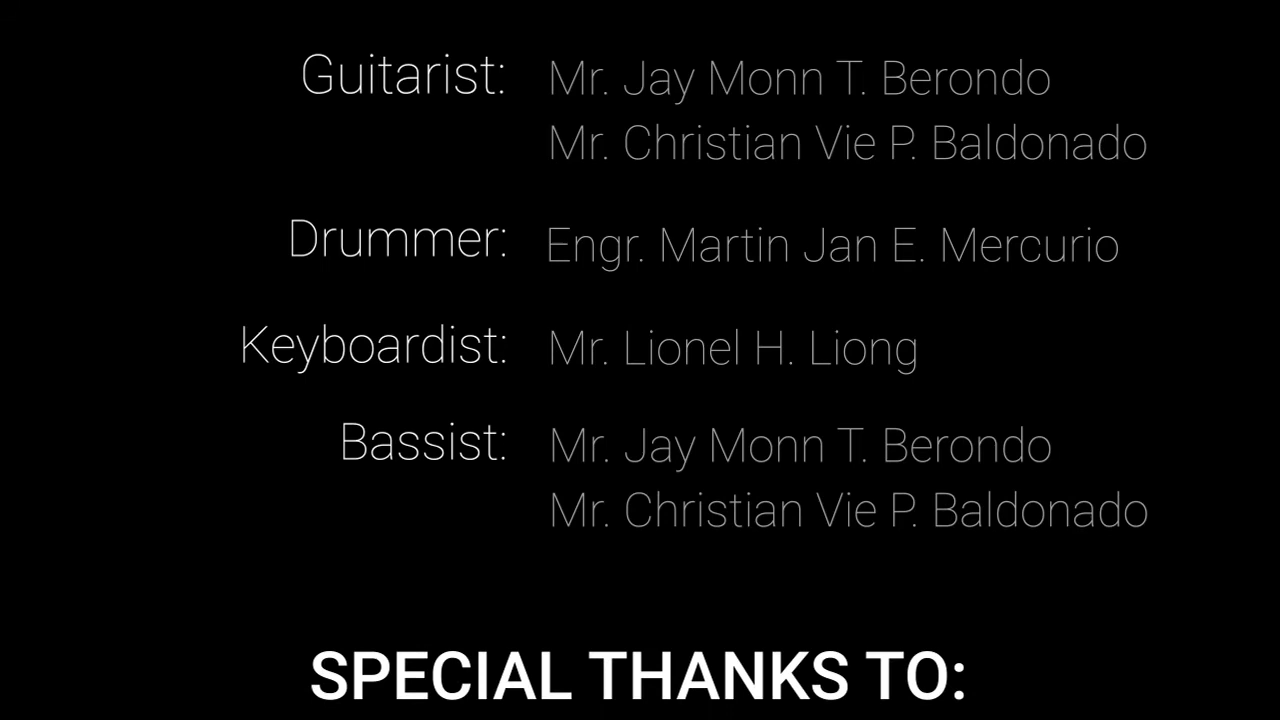 Guitarist: Mr. Jay Monn T. Berondo
Mr. Christian Vie P. Baldonado
Drummer: Engr. Martin Jan E. Mercurio
Keyboardist: Mr. Lionel H. Liong
Bassist: Mr. Jay Monn T. Berondo
Mr. Christian Vie P. Baldonado
SPECIAL THANKS TO: